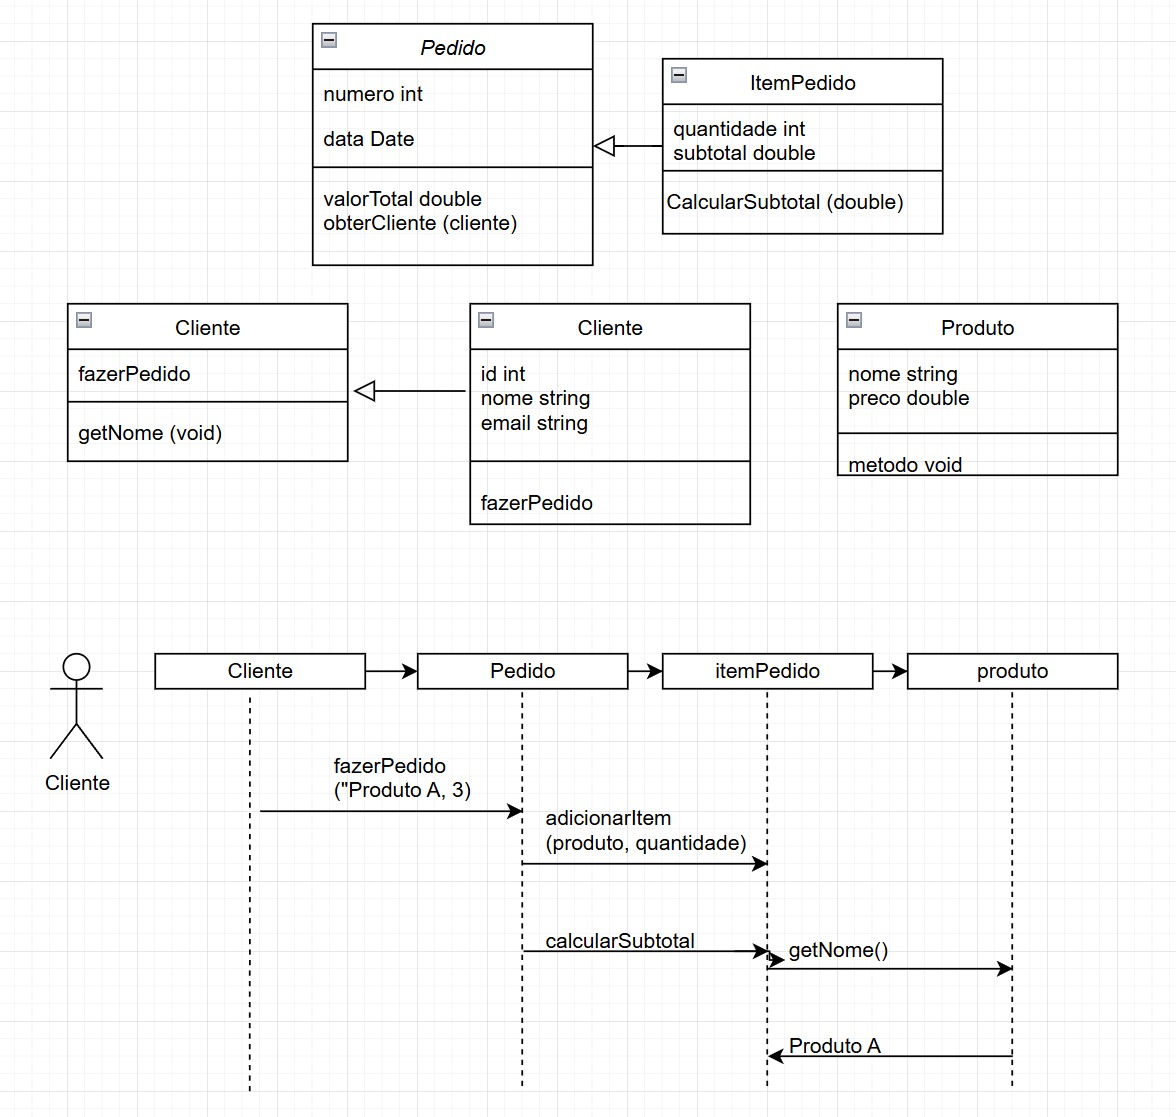 Pedido
numero int
data Date
valorTotal double
obterCliente (cliente)
ItemPedido
quantidade int
subtotal double
CalcularSubtotal (double)
Cliente
fazerPedido
getNome (void)
Cliente
id int
nome string
email string
fazerPedido
Produto
nome string
preco double
metodo void
Cliente
Cliente
Pedido
itemPedido
produto
fazerPedido
("Produto A, 3)
adicionarItem
(produto, quantidade)
calcularSubtotal
getNome()
Produto A